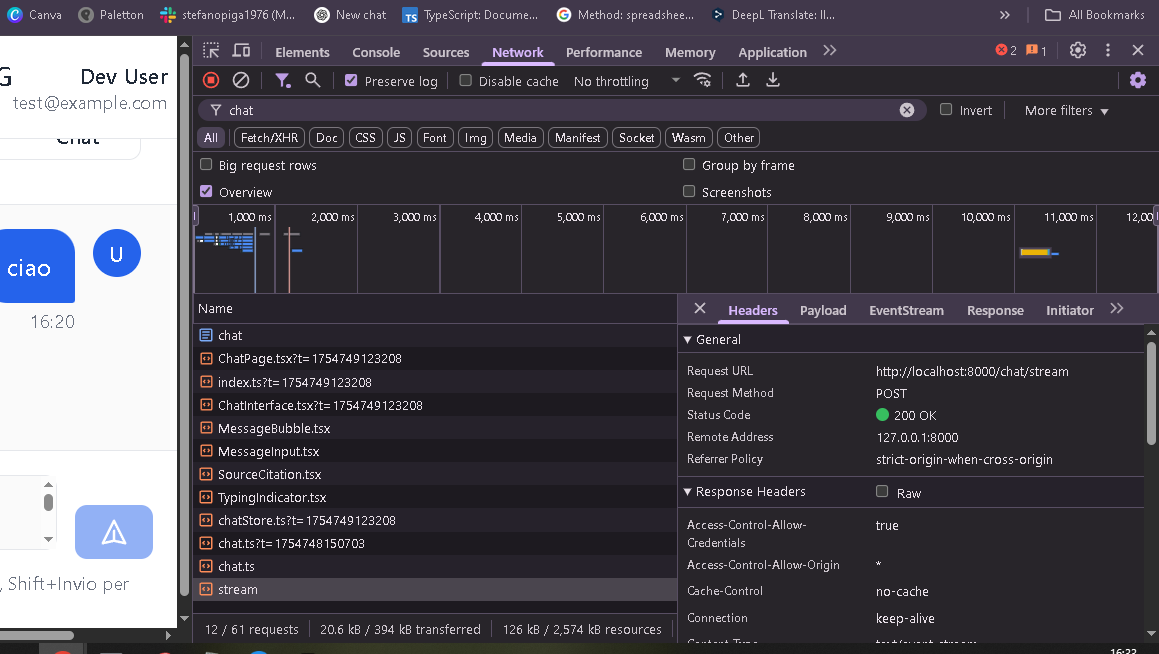 Canva Paletton stefanopiga1976 (M... New chat TypeScript: Docume... Method: spreadshee... DeepL Translate: Il... All Bookmarks
G Dev User
test@example.com
Chat
ciao
U
16:20
, Shift+Invio per
Elements Console Sources Network Performance Memory Application 2 1
Preserve log Disable cache No throttling
chat Invert More filters
All Fetch/XHR Doc CSS JS Font Img Media Manifest Socket Wasm Other
Big request rows Group by frame
Overview Screenshots
1,000 ms 2,000 ms 3,000 ms 4,000 ms 5,000 ms 6,000 ms 7,000 ms 8,000 ms 9,000 ms 10,000 ms 11,000 ms 12,00
Name
chat
ChatPage.tsx?t=1754749123208
index.ts?t=1754749123208
ChatInterface.tsx?t=1754749123208
MessageBubble.tsx
MessageInput.tsx
SourceCitation.tsx
TypingIndicator.tsx
chatStore.ts?t=1754749123208
chat.ts?t=1754748150703
chat.ts
stream
12 / 61 requests 20.6 kB / 394 kB transferred 126 kB / 2,574 kB resources
Headers Payload EventStream Response Initiator
General
Request URL http://localhost:8000/chat/stream
Request Method POST
Status Code 200 OK
Remote Address 127.0.0.1:8000
Referrer Policy strict-origin-when-cross-origin
Response Headers Raw
Access-Control-Allow-Credentials true
Access-Control-Allow-Origin *
Cache-Control no-cache
Connection keep-alive
Content-Type text/event-stream
16:22